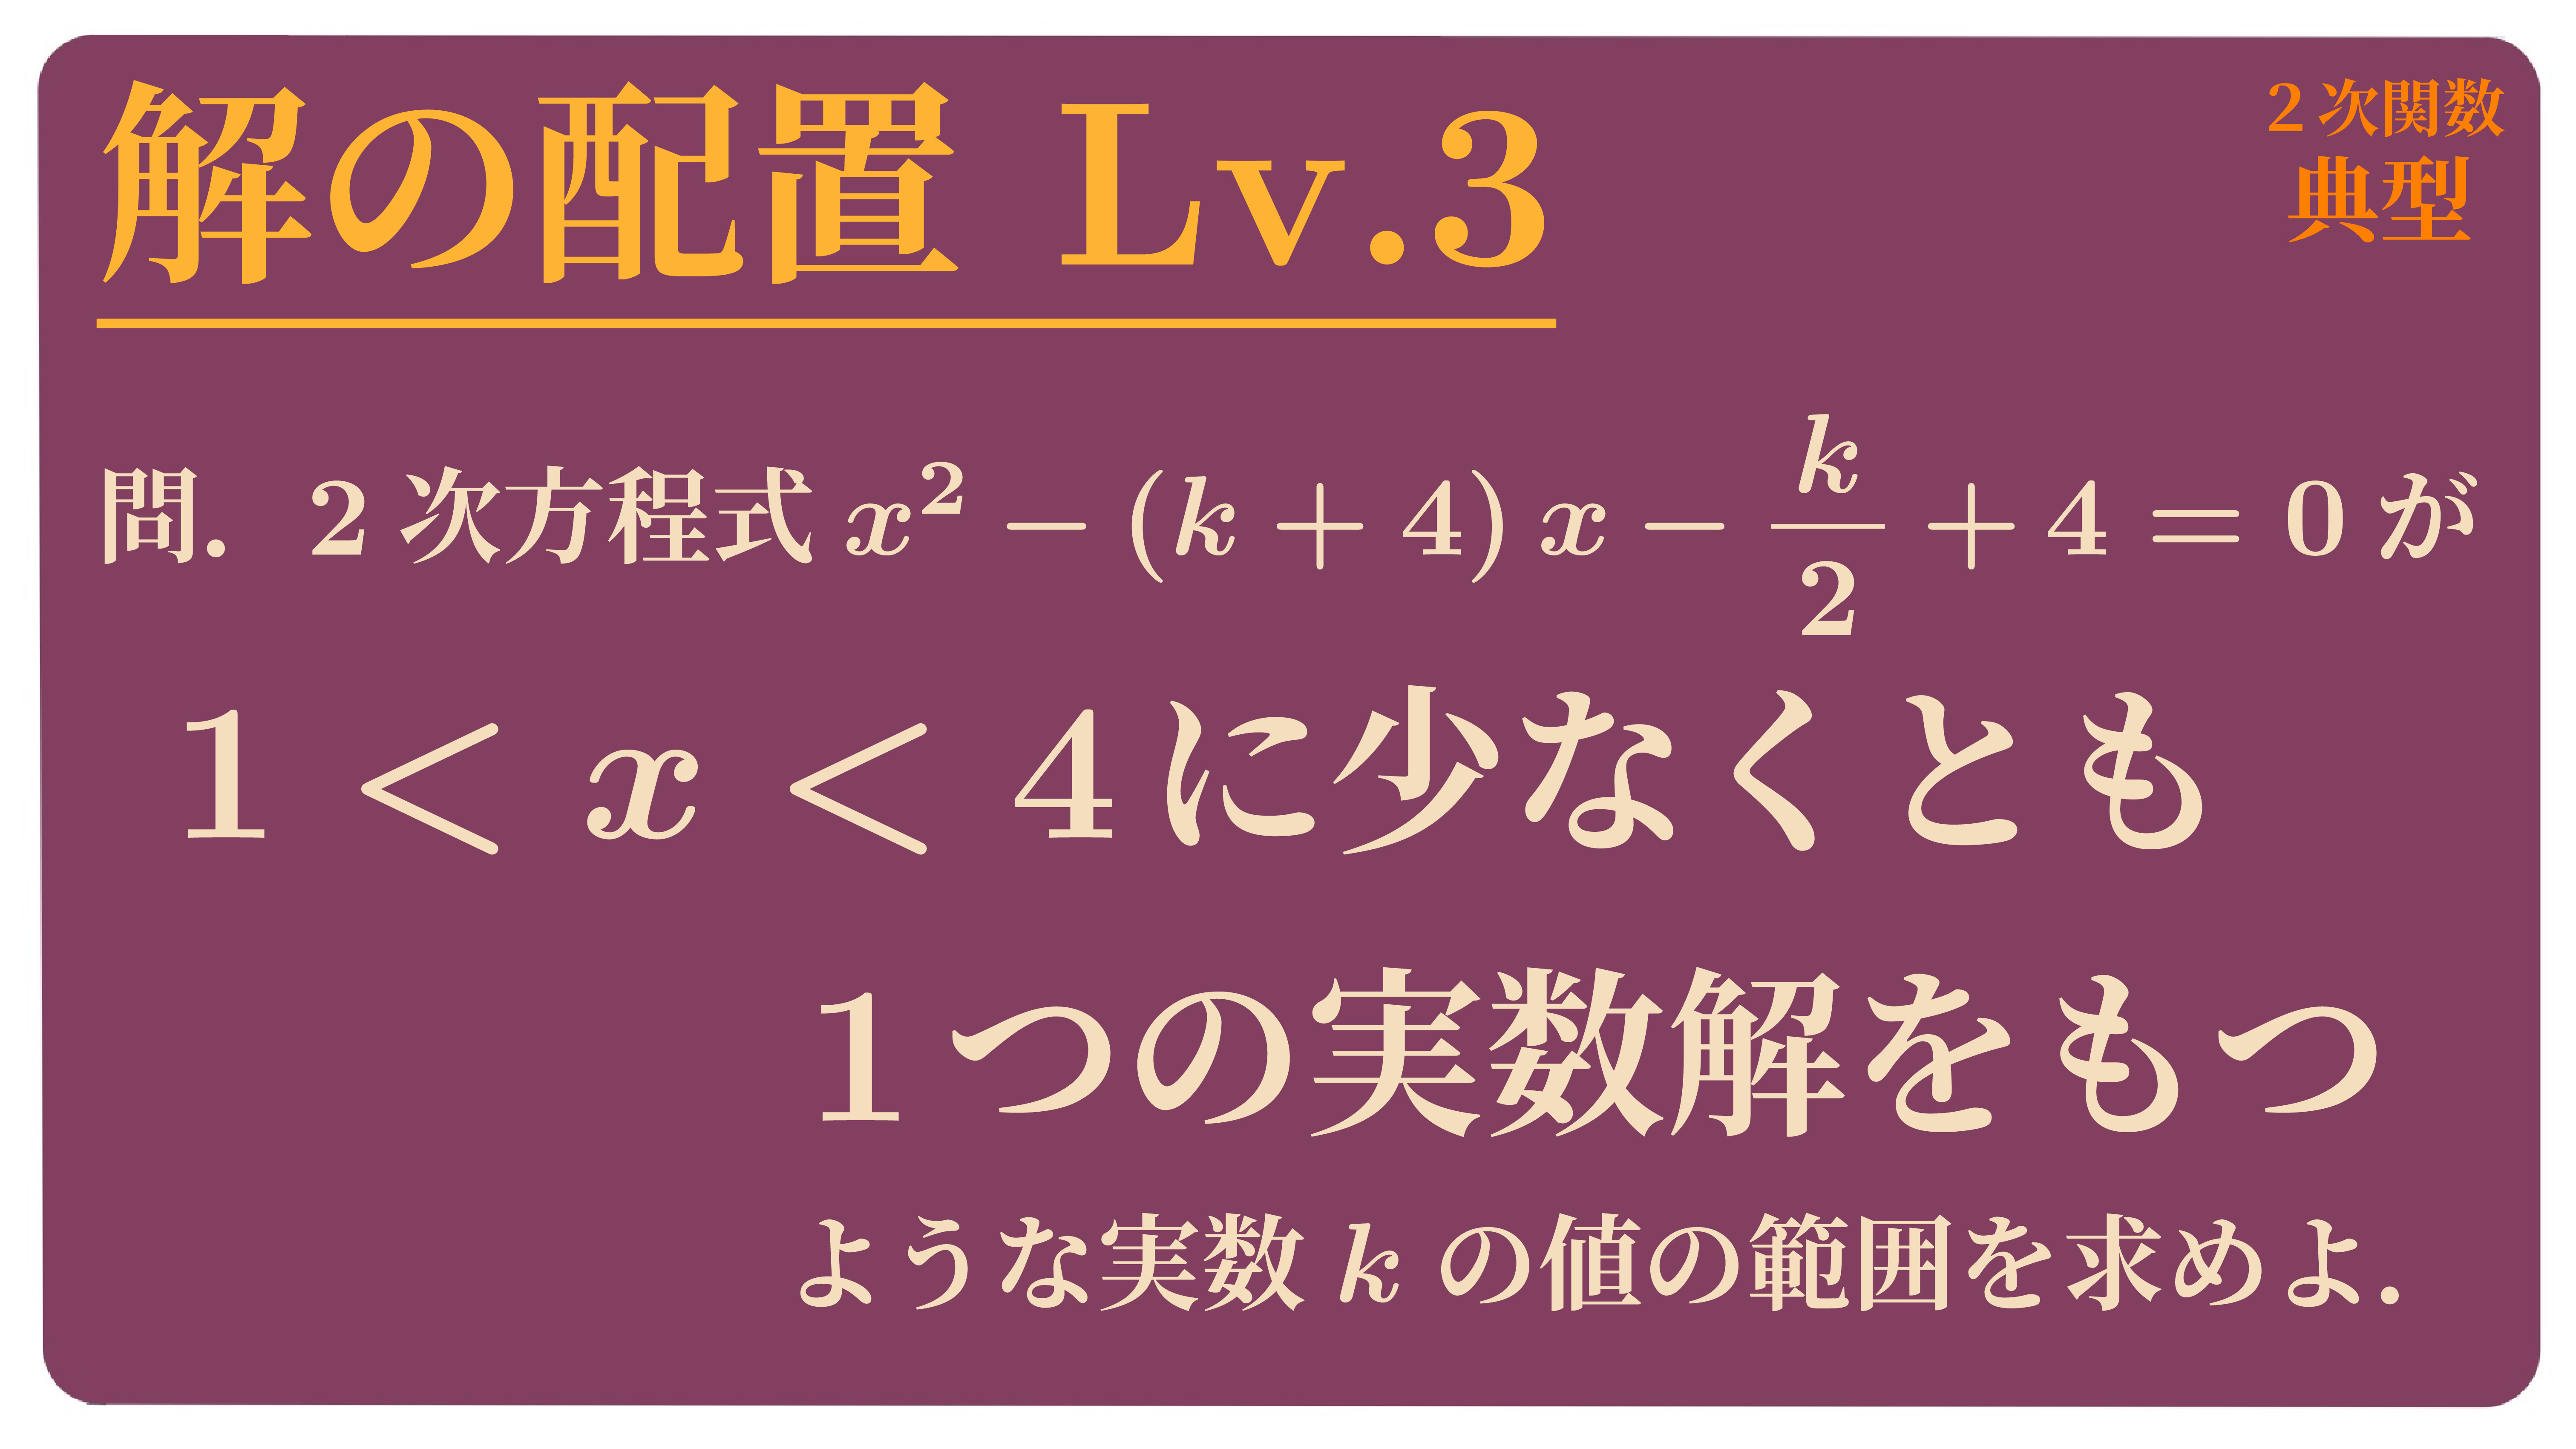 解の配置 Lv.3
2次関数
典型
問. 2次方程式 x² − (k + 4) x − k/2 + 4 = 0 が
1 < x < 4に少なくとも
1つの実数解をもつ
ような実数 k の値の範囲を求めよ.